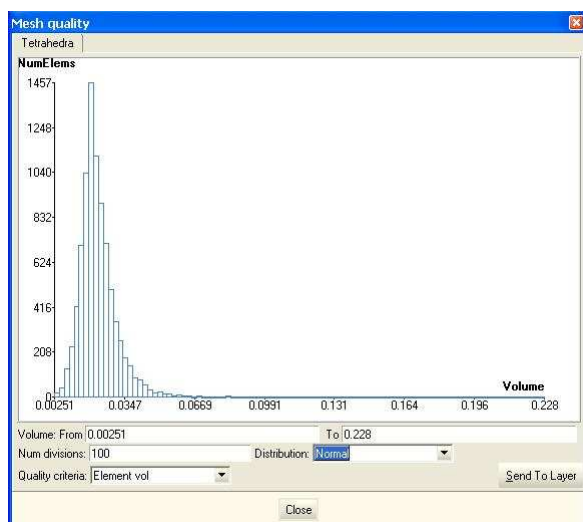 Mesh quality
Tetrahedra
NumElems
1457
1248
1040
832
624
416
208
0
0.00251 0.0347 0.0669 0.0991 0.131 0.164 0.196 0.228
Volume
Volume: From 0.00251 To 0.228
Num divisions: 100 Distribution: Normal
Quality criteria: Element vol Send To Layer
Close